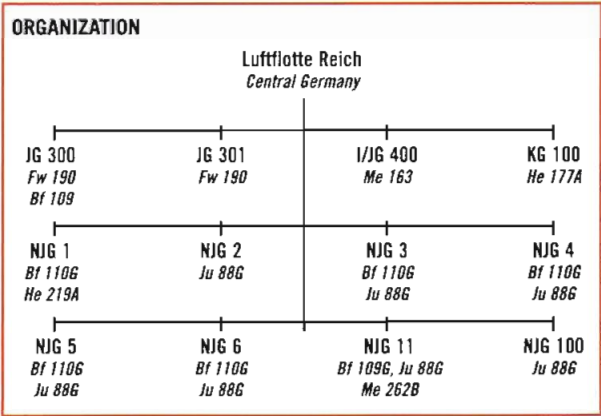 ORGANIZATION
Luftflotte Reich
Central Germany
JG 300 JG 301 I/JG 400 KG 100
Fw 190 Fw 190 Me 163 He 177A
Bf 109
NJG 1 NJG 2 NJG 3 NJG 4
Bf 110G Ju 88G Bf 110G Bf 110G
He 219A Ju 88G Ju 88G
NJG 5 NJG 6 NJG 11 NJG 100
Bf 110G Bf 110G Bf 109G, Ju 88G Ju 88G
Ju 88G Ju 88G Me 262B